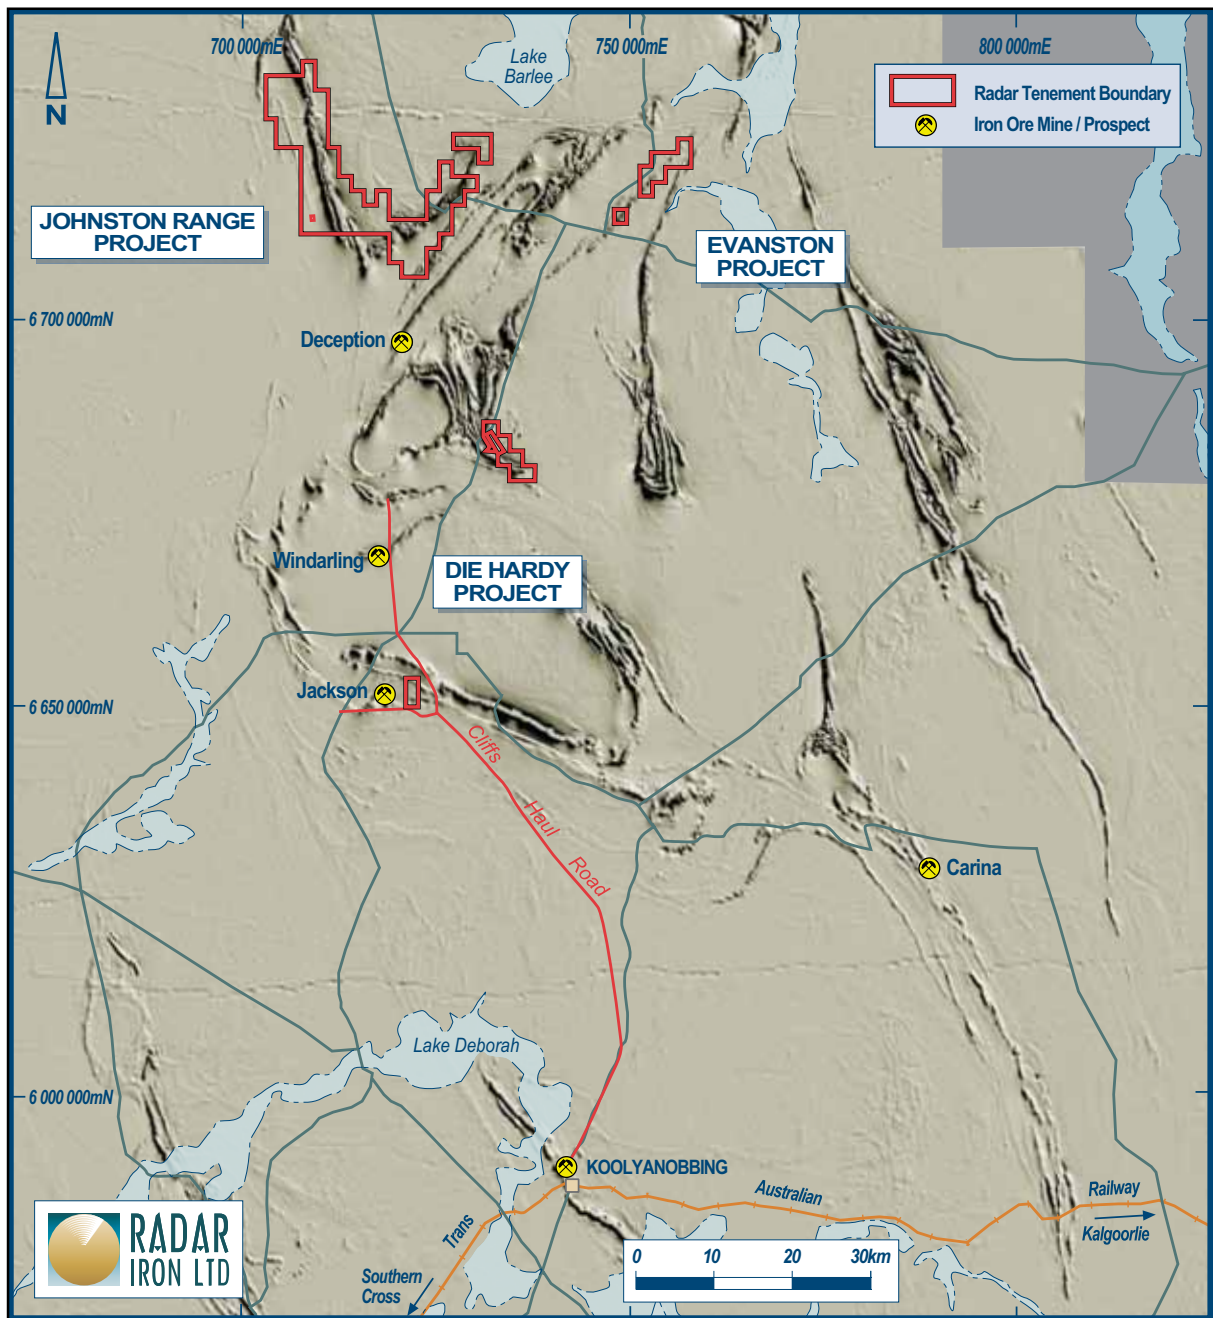 700 000mE
750 000mE
800 000mE
Lake
Barlee
N
Radar Tenement Boundary
Iron Ore Mine / Prospect
JOHNSTON RANGE
PROJECT
EVANSTON
PROJECT
6 700 000mN
Deception
Windarling
DIE HARDY
PROJECT
Jackson
6 650 000mN
Cliffs
Haul
Road
Carina
Lake Deborah
6 000 000mN
KOOLYANOBBING
Trans
Australian
Railway
Kalgoorlie
Southern
Cross
RADAR
IRON LTD
0 10 20 30km